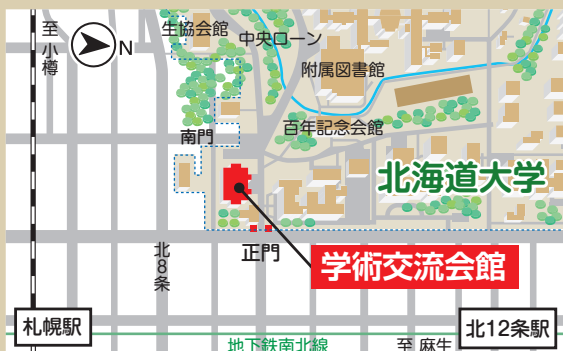 至
小
樽
N
生協会館
中央ローン
附属図書館
百年記念会館
南門
北海道大学
学術交流会館
正門
北
8
条
札幌駅
地下鉄南北線
至 麻生
北12条駅